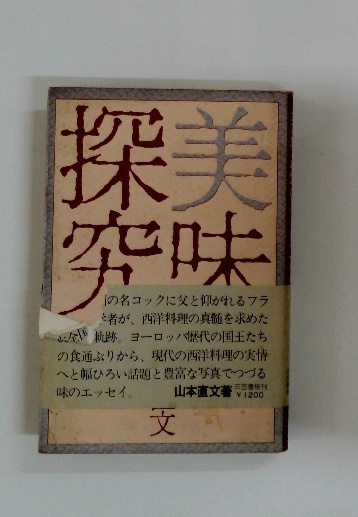 美味
探究
の名コックに父と仰がれるフラ
学者が、西洋料理の真髄を求めた
全国
軌跡。ヨーロッパ歴代の国王たち
の食通ぶりから、現代の西洋料理の実情
へと幅ひろい話題と豊富な写真でつづる
味のエッセイ。
山本直文著
三笠書房刊
¥1200
文